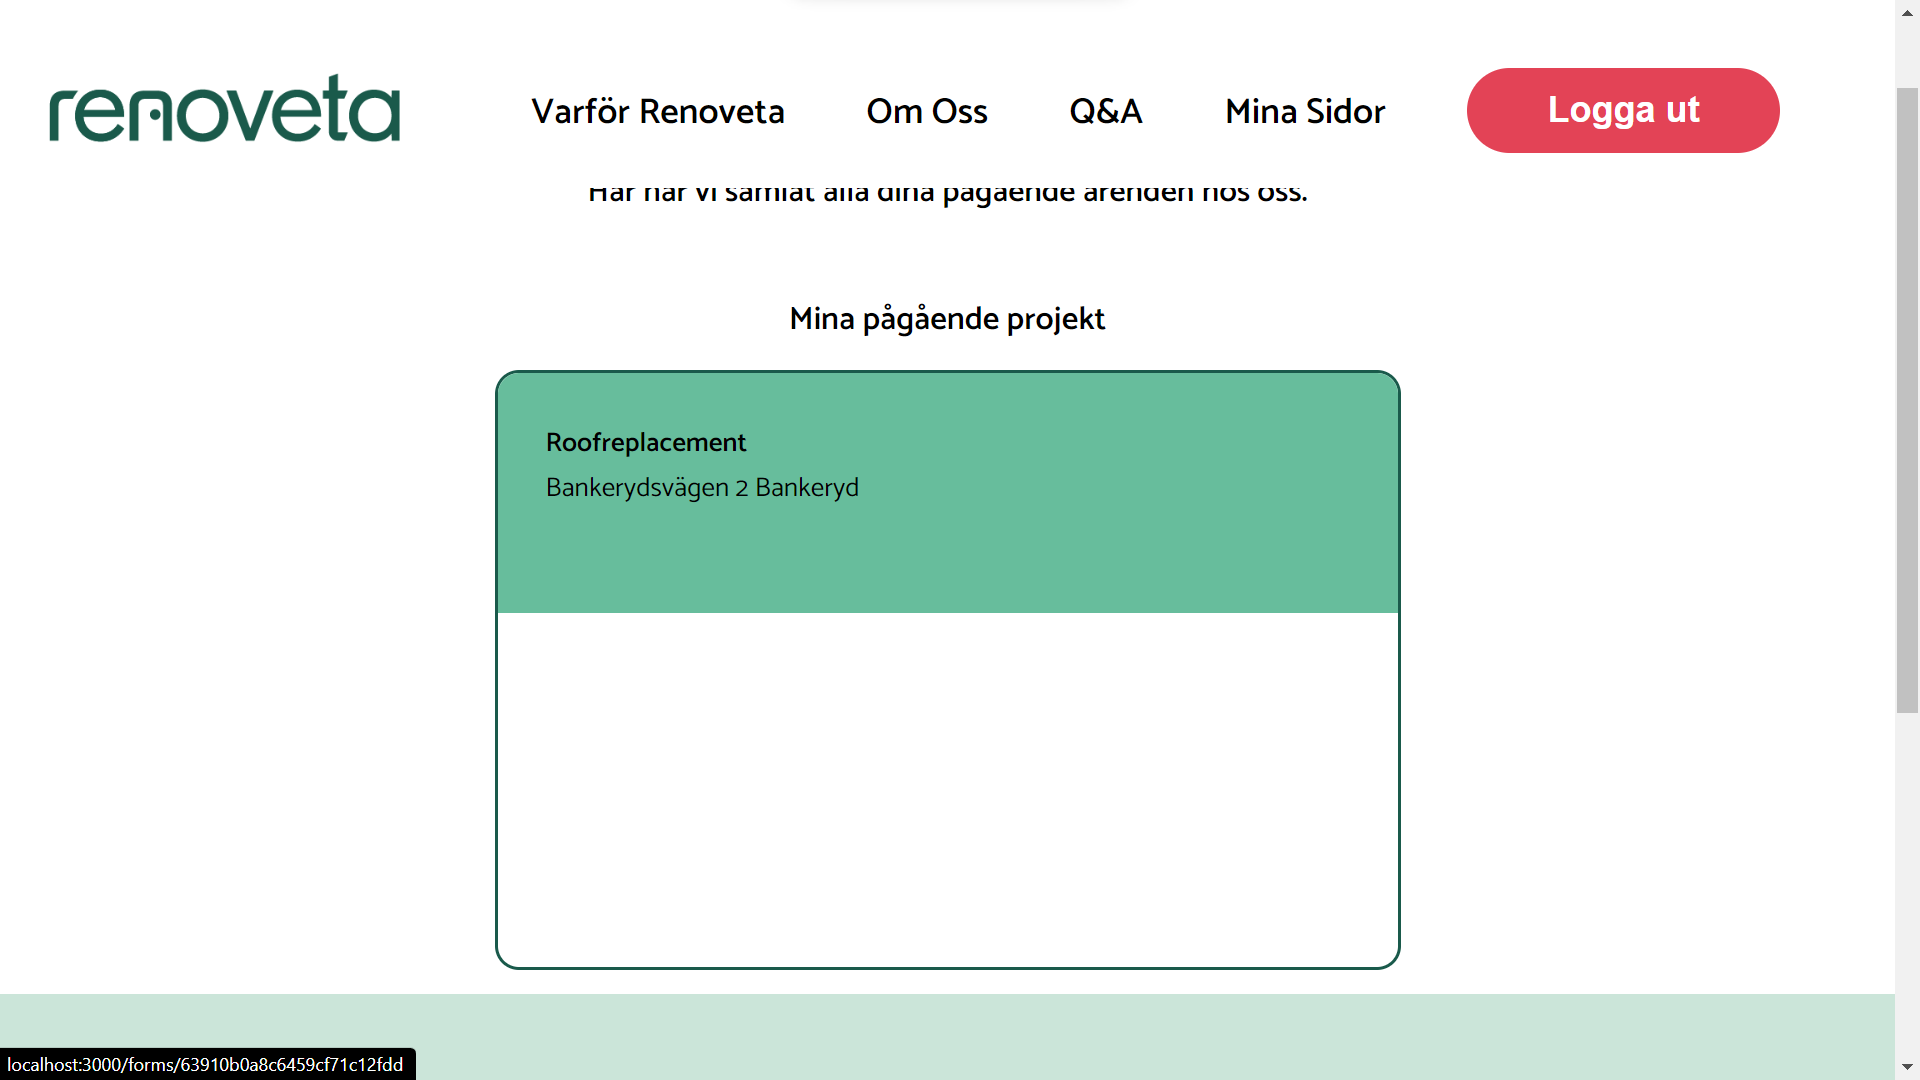 renoveta
Varför Renoveta
Om Oss
Q&A
Mina Sidor
Logga ut
Här har vi samlat alla dina pågående ärenden hos oss.
Mina pågående projekt
Roofreplacement
Bankerydsvägen 2 Bankeryd
localhost:3000/forms/63910b0a8c6459cf71c12fdd